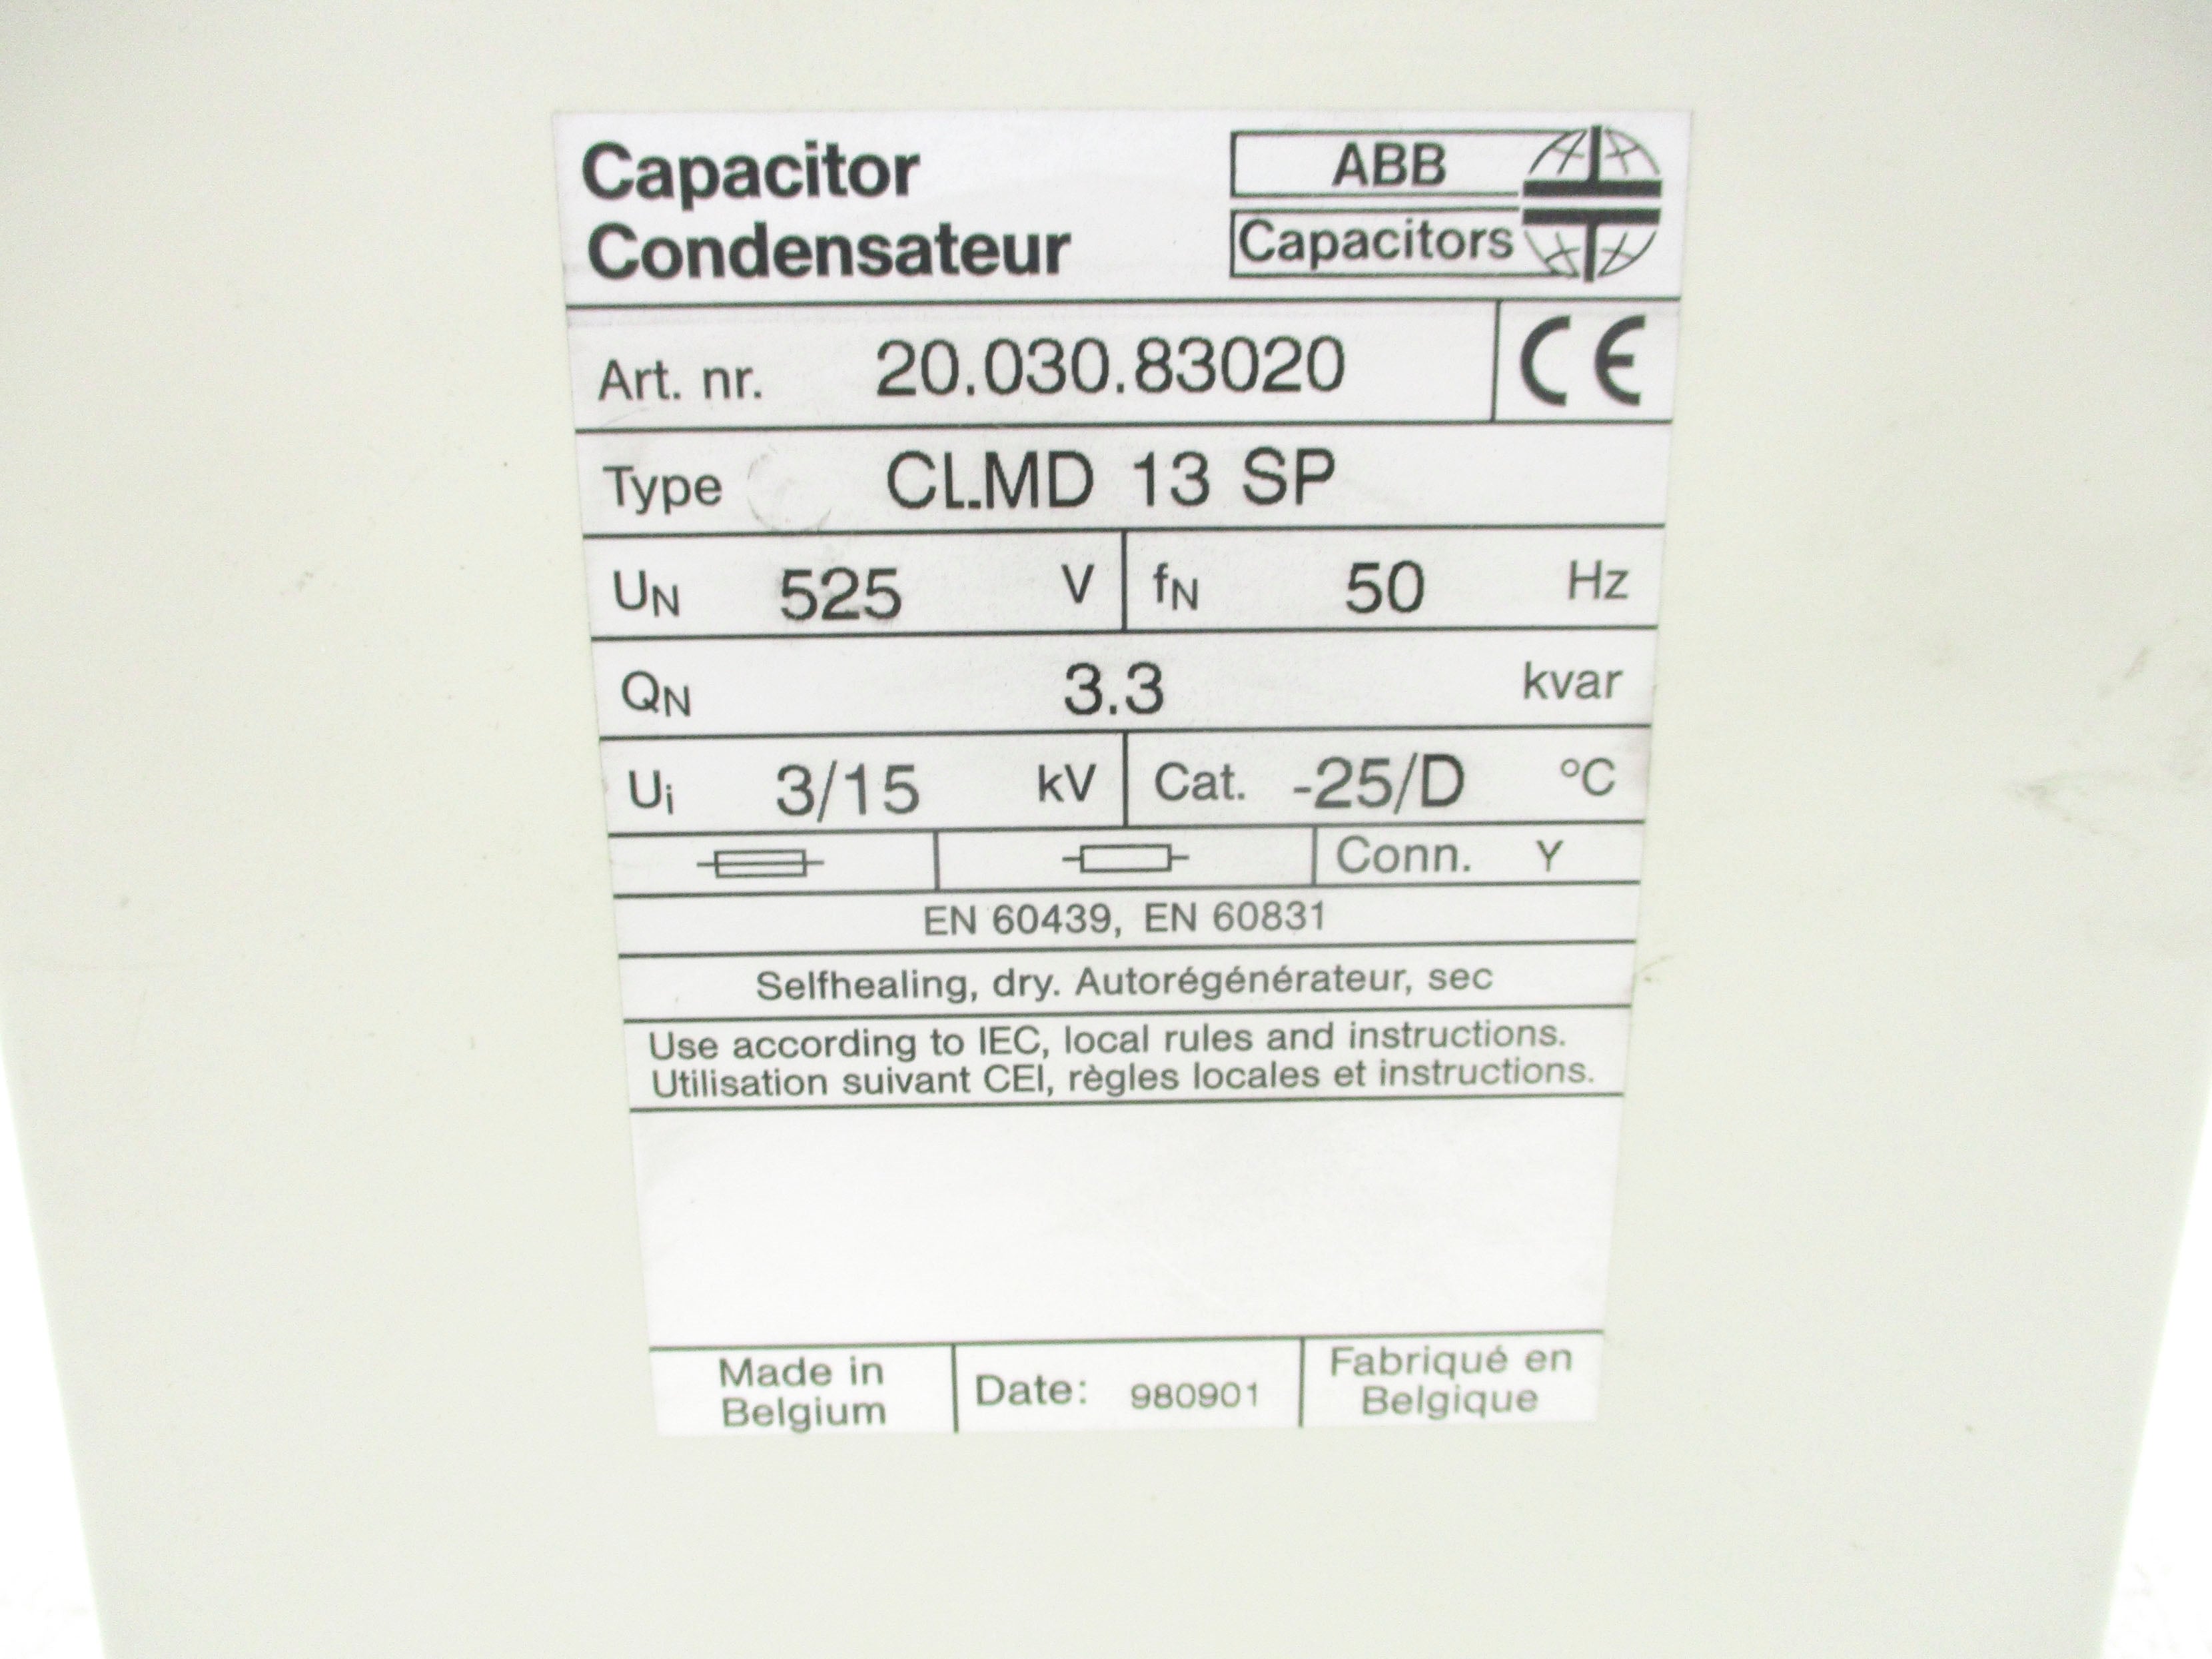 Capacitor
Condensateur
ABB
Capacitors
Art. nr. 20.030.83020 CE
Type CLMD 13 SP
UN 525 V fN 50 Hz
QN 3.3 kvar
Ui 3/15 kV Cat. -25/D °C
Conn. Y
EN 60439, EN 60831
Selfhealing, dry. Autorégénérateur, sec
Use according to IEC, local rules and instructions.
Utilisation suivant CEI, règles locales et instructions.
Made in
Belgium
Date: 980901
Fabriqué en
Belgique